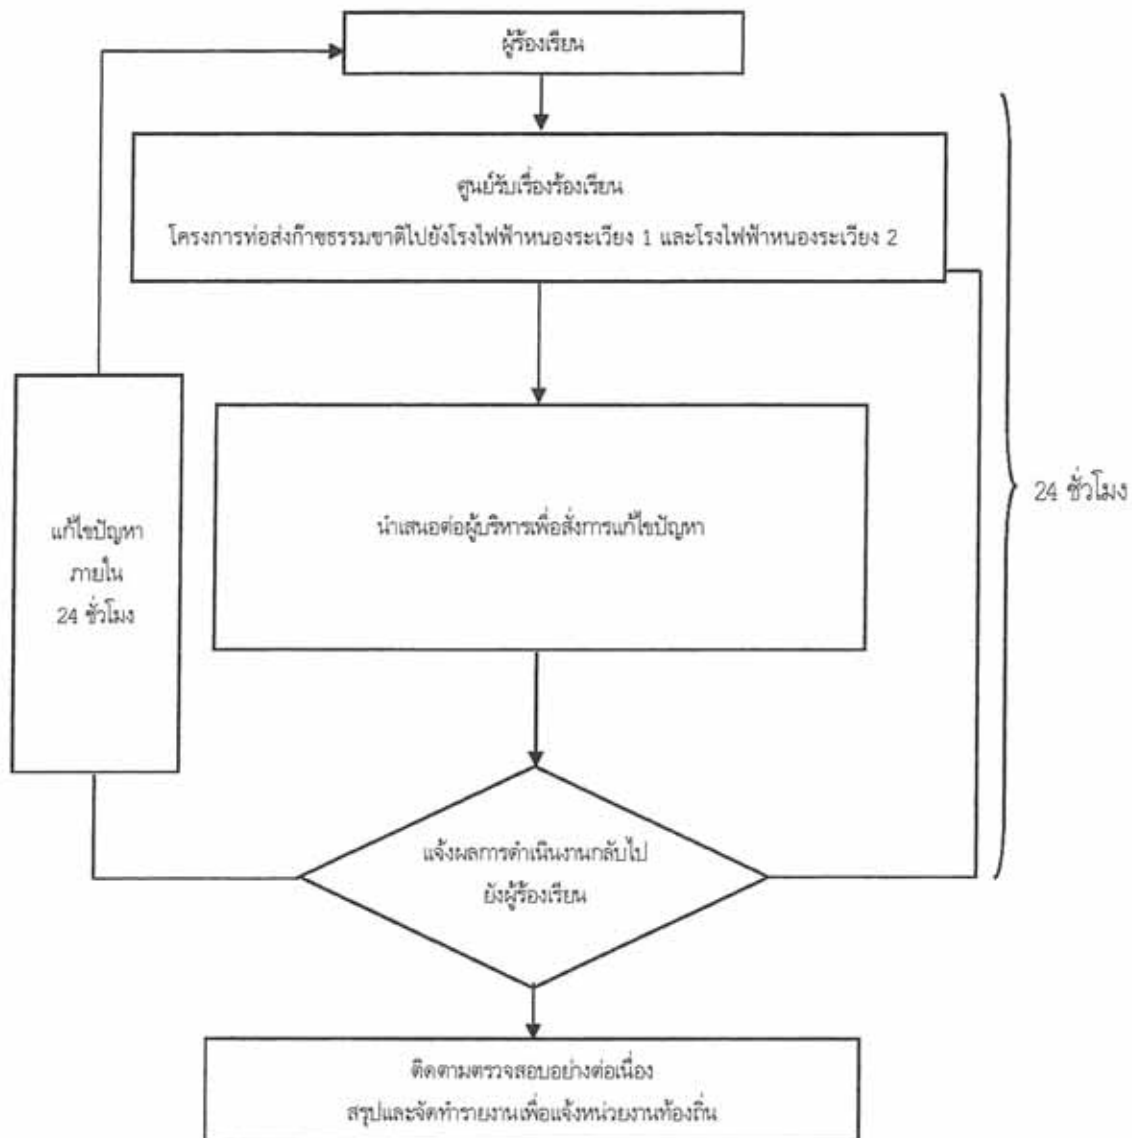 ผู้ร้องเรียน
ศูนย์รับเรื่องร้องเรียน
โครงการท่อส่งก๊าซธรรมชาติไปยังโรงไฟฟ้าหนองระเวียง 1 และโรงไฟฟ้าหนองระเวียง 2
นำเสนอต่อผู้บริหารเพื่อสั่งการแก้ไขปัญหา
24 ชั่วโมง
แก้ไขปัญหา
ภายใน
24 ชั่วโมง
แจ้งผลการดำเนินงานกลับไป
ยังผู้ร้องเรียน
ติดตามตรวจสอบอย่างต่อเนื่อง
สรุปและจัดทำรายงานเพื่อแจ้งหน่วยงานท้องถิ่น